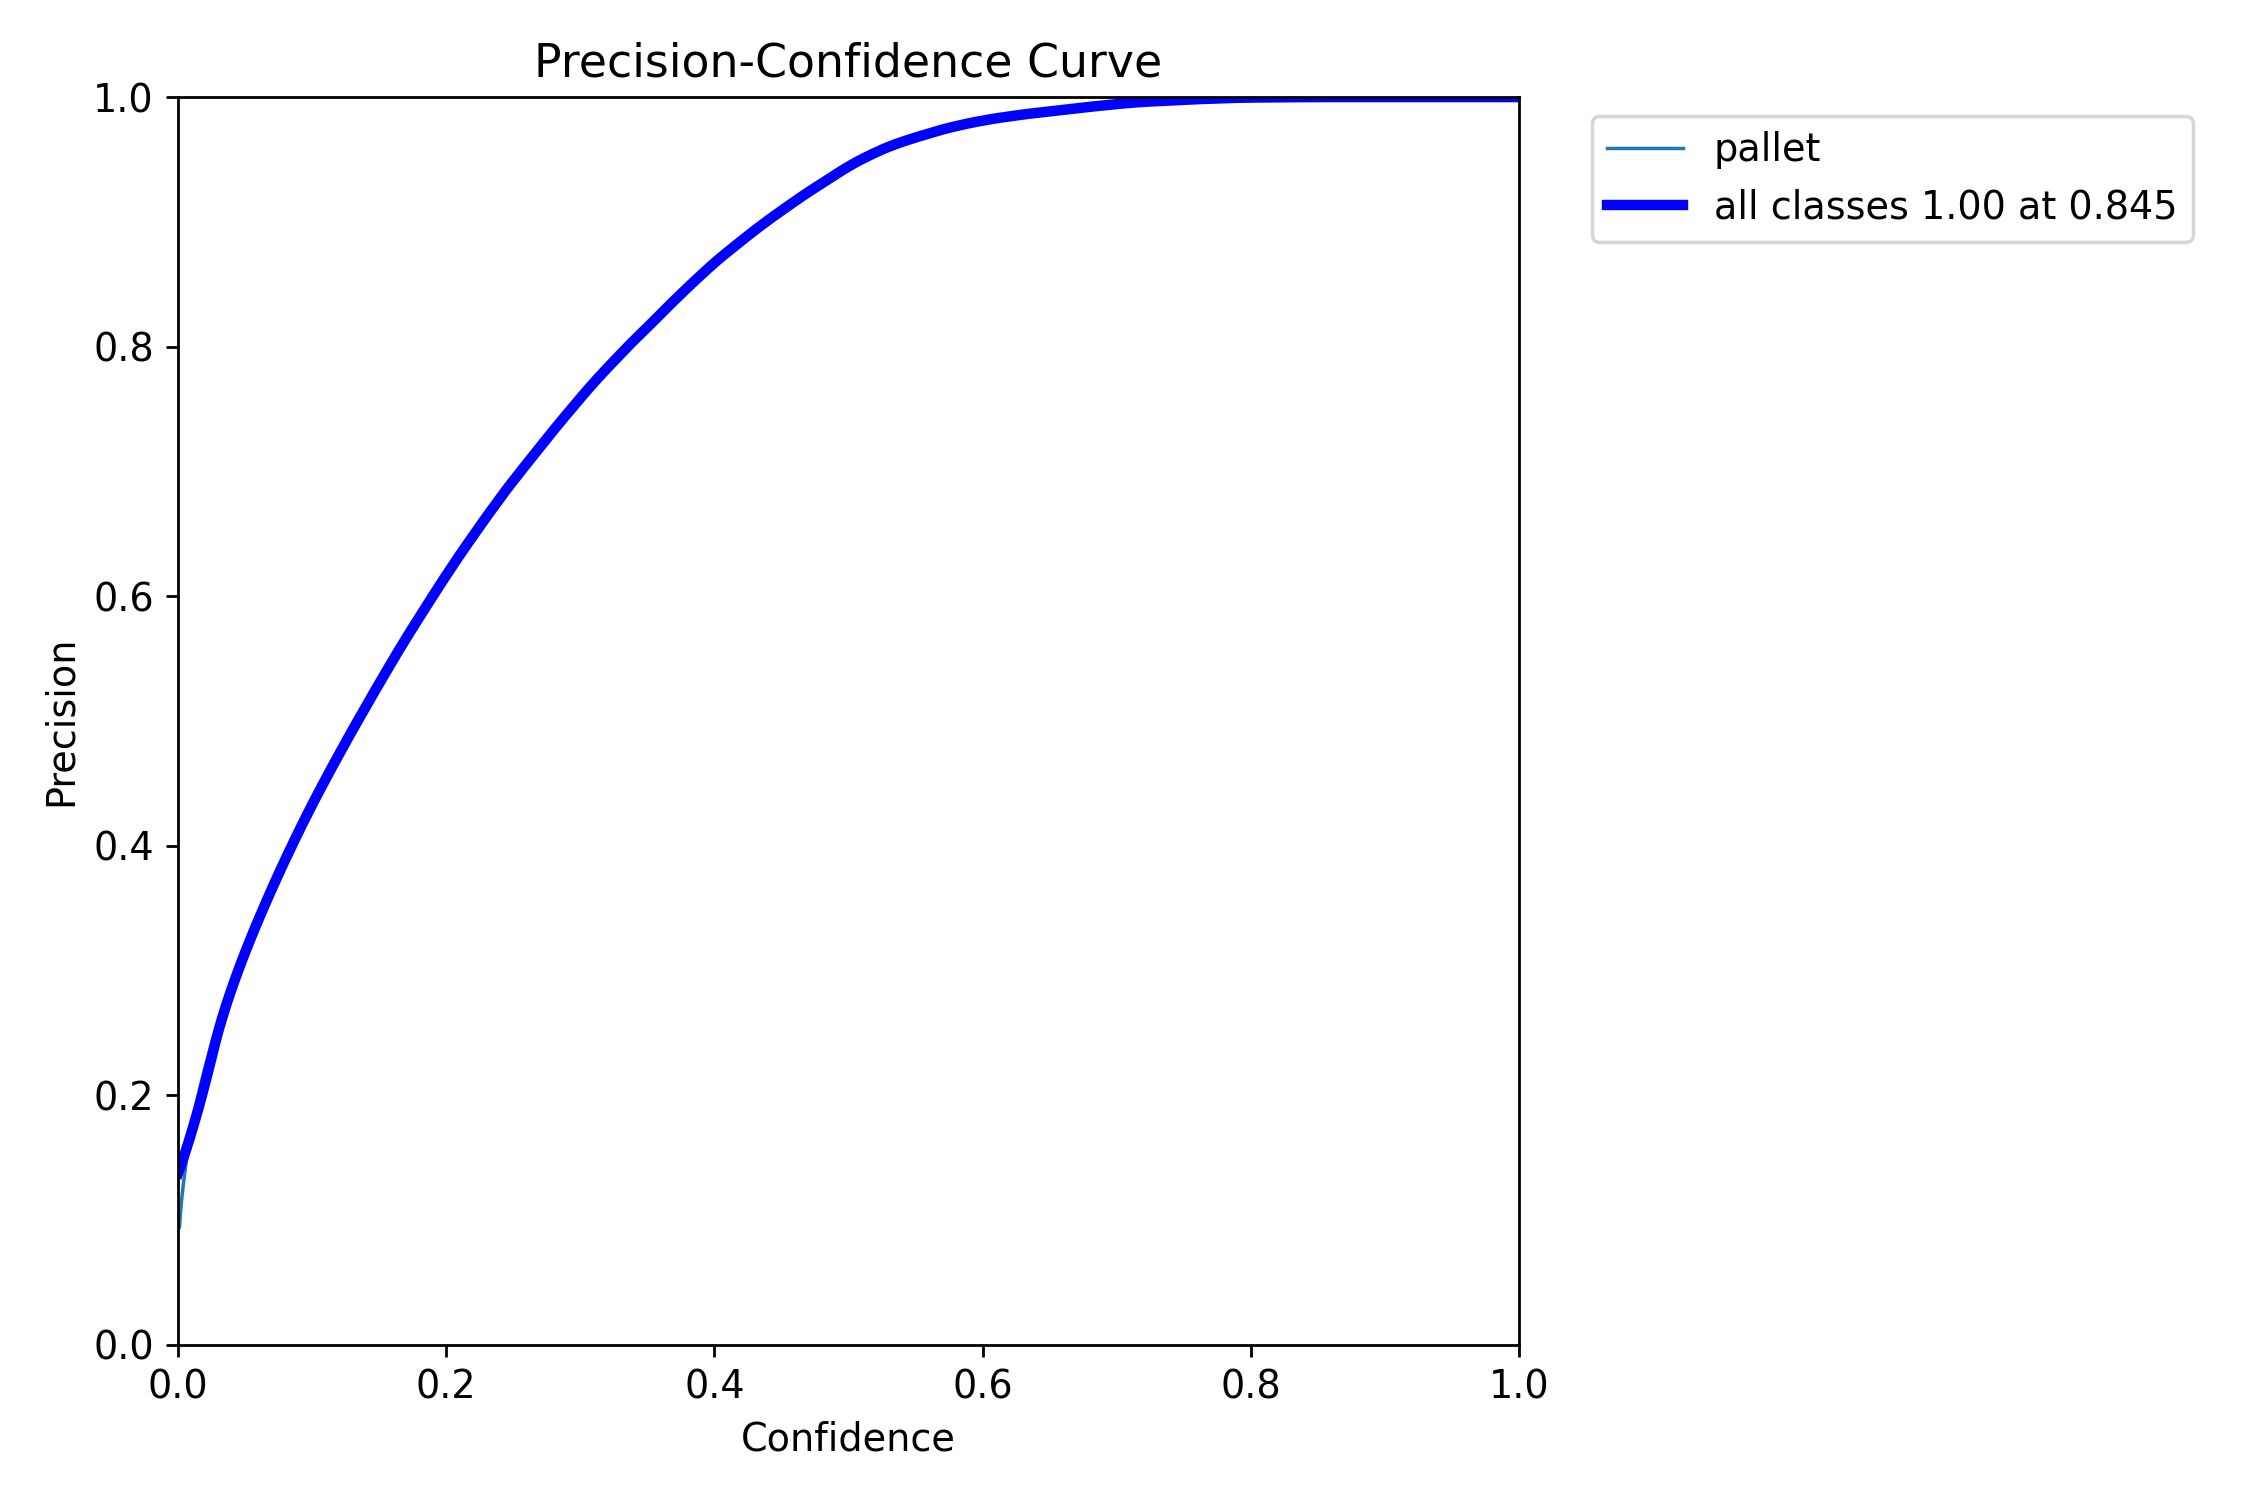 Precision-Confidence Curve
1.0
0.8
0.6
0.4
0.2
0.0
Precision
0.0 0.2 0.4 0.6 0.8 1.0
Confidence
pallet
all classes 1.00 at 0.845